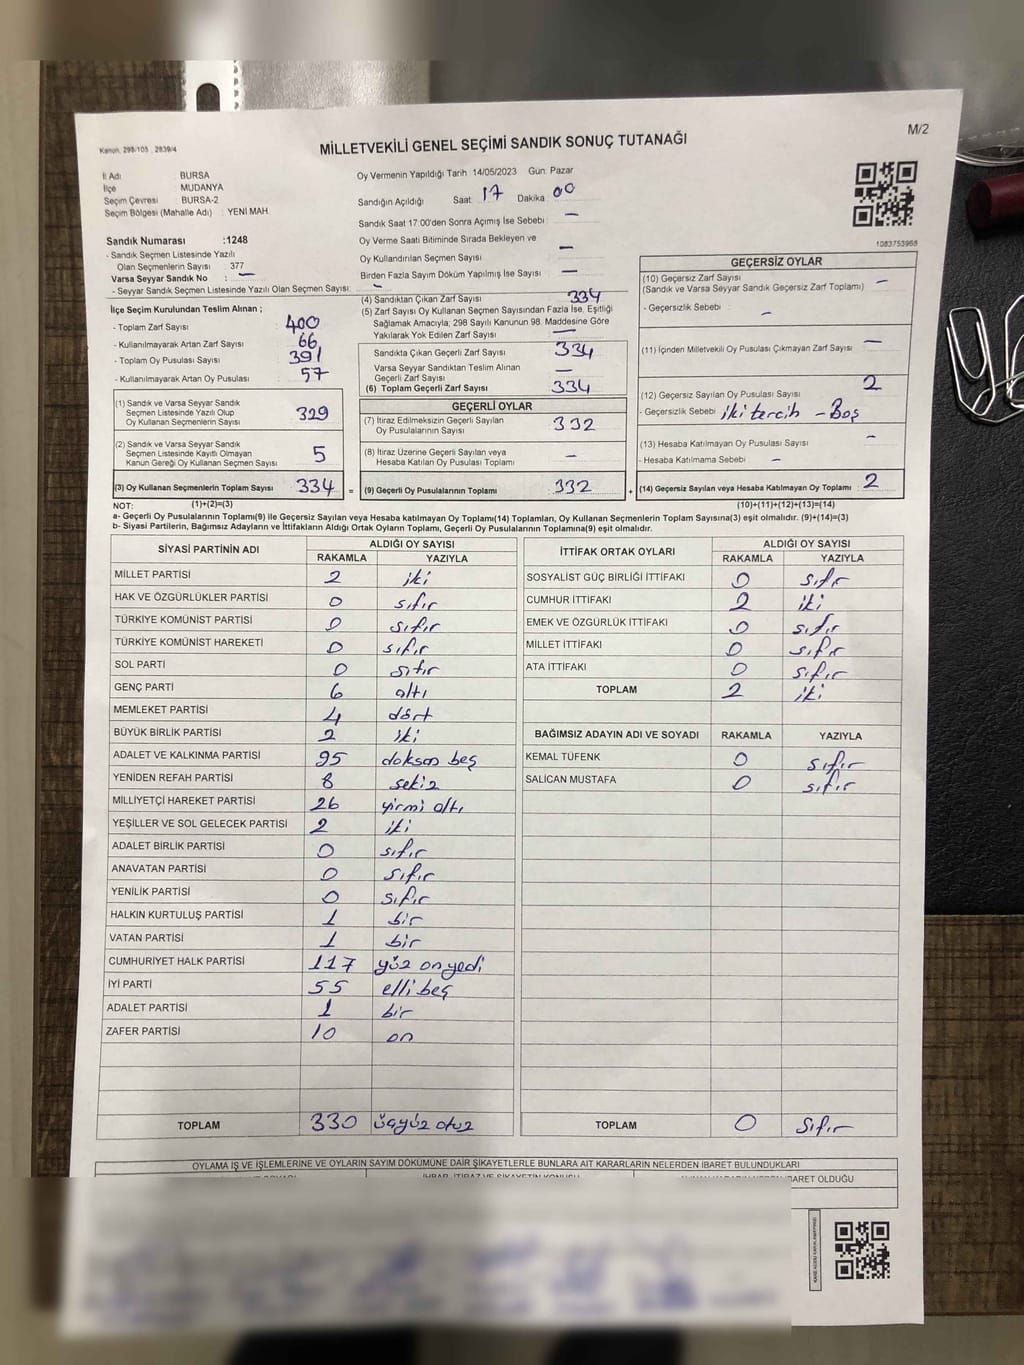 M/2
Kanun, 298/105 , 2839/4
MİLLETVEKİLİ GENEL SEÇİMİ SANDIK SONUÇ TUTANAĞI
İl Adı BURSA
İlçe MUDANYA
Seçim Çevresi BURSA-2
Seçim Bölgesi (Mahalle Adı) : YENİ MAH.
Sandık Numarası :1248
- Sandık Seçmen Listesinde Yazılı
Olan Seçmenlerin Sayısı : 377
Varsa Seyyar Sandık No : -
- Seyyar Sandık Seçmen Listesinde Yazılı Olan Seçmen Sayısı: -
Oy Vermenin Yapıldığı Tarih 14/05/2023 Gün: Pazar
Sandığın Açıldığı Saat: 17 Dakika 00
Sandık Saat 17:00'den Sonra Açımış İse Sebebi : -
Oy Verme Saati Bitiminde Sırada Bekleyen ve
Oy Kullandırılan Seçmen Sayısı -
Birden Fazla Sayım Döküm Yapılmış İse Sayısı -
1083753968
İlçe Seçim Kurulundan Teslim Alınan ;
- Toplam Zarf Sayısı : 400
- Kullanılmayarak Artan Zarf Sayısı : 66
- Toplam Oy Pusulası Sayısı : 391
- Kullanılmayarak Artan Oy Pusulası : 57
(1) Sandık ve Varsa Seyyar Sandık
Seçmen Listesinde Yazılı Olup
Oy Kullanan Seçmenlerin Sayısı 329
(2) Sandık ve Varsa Seyyar Sandık
Seçmen Listesinde Kayıtlı Olmayan
Kanun Gereği Oy Kullanan Seçmen Sayısı 5
(3) Oy Kullanan Seçmenlerin Toplam Sayısı 334 =
(4) Sandıktan Çıkan Zarf Sayısı 334
(5) Zarf Sayısı Oy Kullanan Seçmen Sayısından Fazla İse, Eşitliği
Sağlamak Amacıyla, 298 Sayılı Kanunun 98. Maddesine Göre
Yakılarak Yok Edilen Zarf Sayısı -
Sandıkta Çıkan Geçerli Zarf Sayısı 334
Varsa Seyyar Sandıktan Teslim Alınan
Geçerli Zarf Sayısı -
(6) Toplam Geçerli Zarf Sayısı 334
GEÇERLİ OYLAR
(7) İtiraz Edilmeksizin Geçerli Sayılan
Oy Pusulalarının Sayısı 332
(8) İtiraz Üzerine Geçerli Sayılan veya
Hesaba Katılan Oy Pusulası Toplamı -
(9) Geçerli Oy Pusulalarının Toplamı : 332 +
GEÇERSİZ OYLAR
(10) Geçersiz Zarf Sayısı -
(Sandık ve Varsa Seyyar Sandık Geçersiz Zarf Toplamı)
- Geçersizlik Sebebi : -
(11) İçinden Milletvekili Oy Pusulası Çıkmayan Zarf Sayısı -
(12) Geçersiz Sayılan Oy Pusulası Sayısı 2
- Geçersizlik Sebebi : iki tercih - Boş
(13) Hesaba Katılmayan Oy Pusulası Sayısı -
- Hesaba Katılmama Sebebi : -
(14) Geçersiz Sayılan veya Hesaba Katılmayan Oy Toplamı : 2
NOT: (1)+(2)=(3) (10)+(11)+(12)+(13)=(14)
a- Geçerli Oy Pusulalarının Toplamı(9) ile Geçersiz Sayılan veya Hesaba katılmayan Oy Toplamı(14) Toplamları, Oy Kullanan Seçmenlerin Toplam Sayısına(3) eşit olmalıdır. (9)+(14)=(3)
b- Siyasi Partilerin, Bağımsız Adayların ve İttifakların Aldığı Ortak Oyların Toplamı, Geçerli Oy Pusulalarının Toplamına(9) eşit olmalıdır.
SİYASİ PARTİNİN ADI ALDIĞI OY SAYISI
RAKAMLA YAZIYLA
MİLLET PARTİSİ 2 iki
HAK VE ÖZGÜRLÜKLER PARTİSİ 0 sıfır
TÜRKİYE KOMÜNİST PARTİSİ 0 sıfır
TÜRKİYE KOMÜNİST HAREKETİ 0 sıfır
SOL PARTİ 0 sıfır
GENÇ PARTİ 6 altı
MEMLEKET PARTİSİ 4 dört
BÜYÜK BİRLİK PARTİSİ 2 iki
ADALET VE KALKINMA PARTİSİ 95 doksan beş
YENİDEN REFAH PARTİSİ 8 sekiz
MİLLİYETÇİ HAREKET PARTİSİ 26 yirmi altı
YEŞİLLER VE SOL GELECEK PARTİSİ 2 iki
ADALET BİRLİK PARTİSİ 0 sıfır
ANAVATAN PARTİSİ 0 sıfır
YENİLİK PARTİSİ 0 sıfır
HALKIN KURTULUŞ PARTİSİ 1 bir
VATAN PARTİSİ 1 bir
CUMHURİYET HALK PARTİSİ 117 yüz on yedi
İYİ PARTİ 55 elli beş
ADALET PARTİSİ 1 bir
ZAFER PARTİSİ 10 on
TOPLAM 330 üçyüz otuz
İTTİFAK ORTAK OYLARI ALDIĞI OY SAYISI
RAKAMLA YAZIYLA
SOSYALİST GÜÇ BİRLİĞİ İTTİFAKI 0 sıfır
CUMHUR İTTİFAKI 2 iki
EMEK VE ÖZGÜRLÜK İTTİFAKI 0 sıfır
MİLLET İTTİFAKI 0 sıfır
ATA İTTİFAKI 0 sıfır
TOPLAM 2 iki
BAĞIMSIZ ADAYIN ADI VE SOYADI RAKAMLA YAZIYLA
KEMAL TÜFENK 0 sıfır
SALİCAN MUSTAFA 0 sıfır
TOPLAM 0 sıfır
OYLAMA İŞ VE İŞLEMLERİNE VE OYLARIN SAYIM DÖKÜMÜNE DAİR ŞİKAYETLERLE BUNLARA AİT KARARLARIN NELERDEN İBARET BULUNDUKLARI
İHBAR, İTİRAZ VE ŞİKAYETİN KONUSU
İBARET OLDUĞU